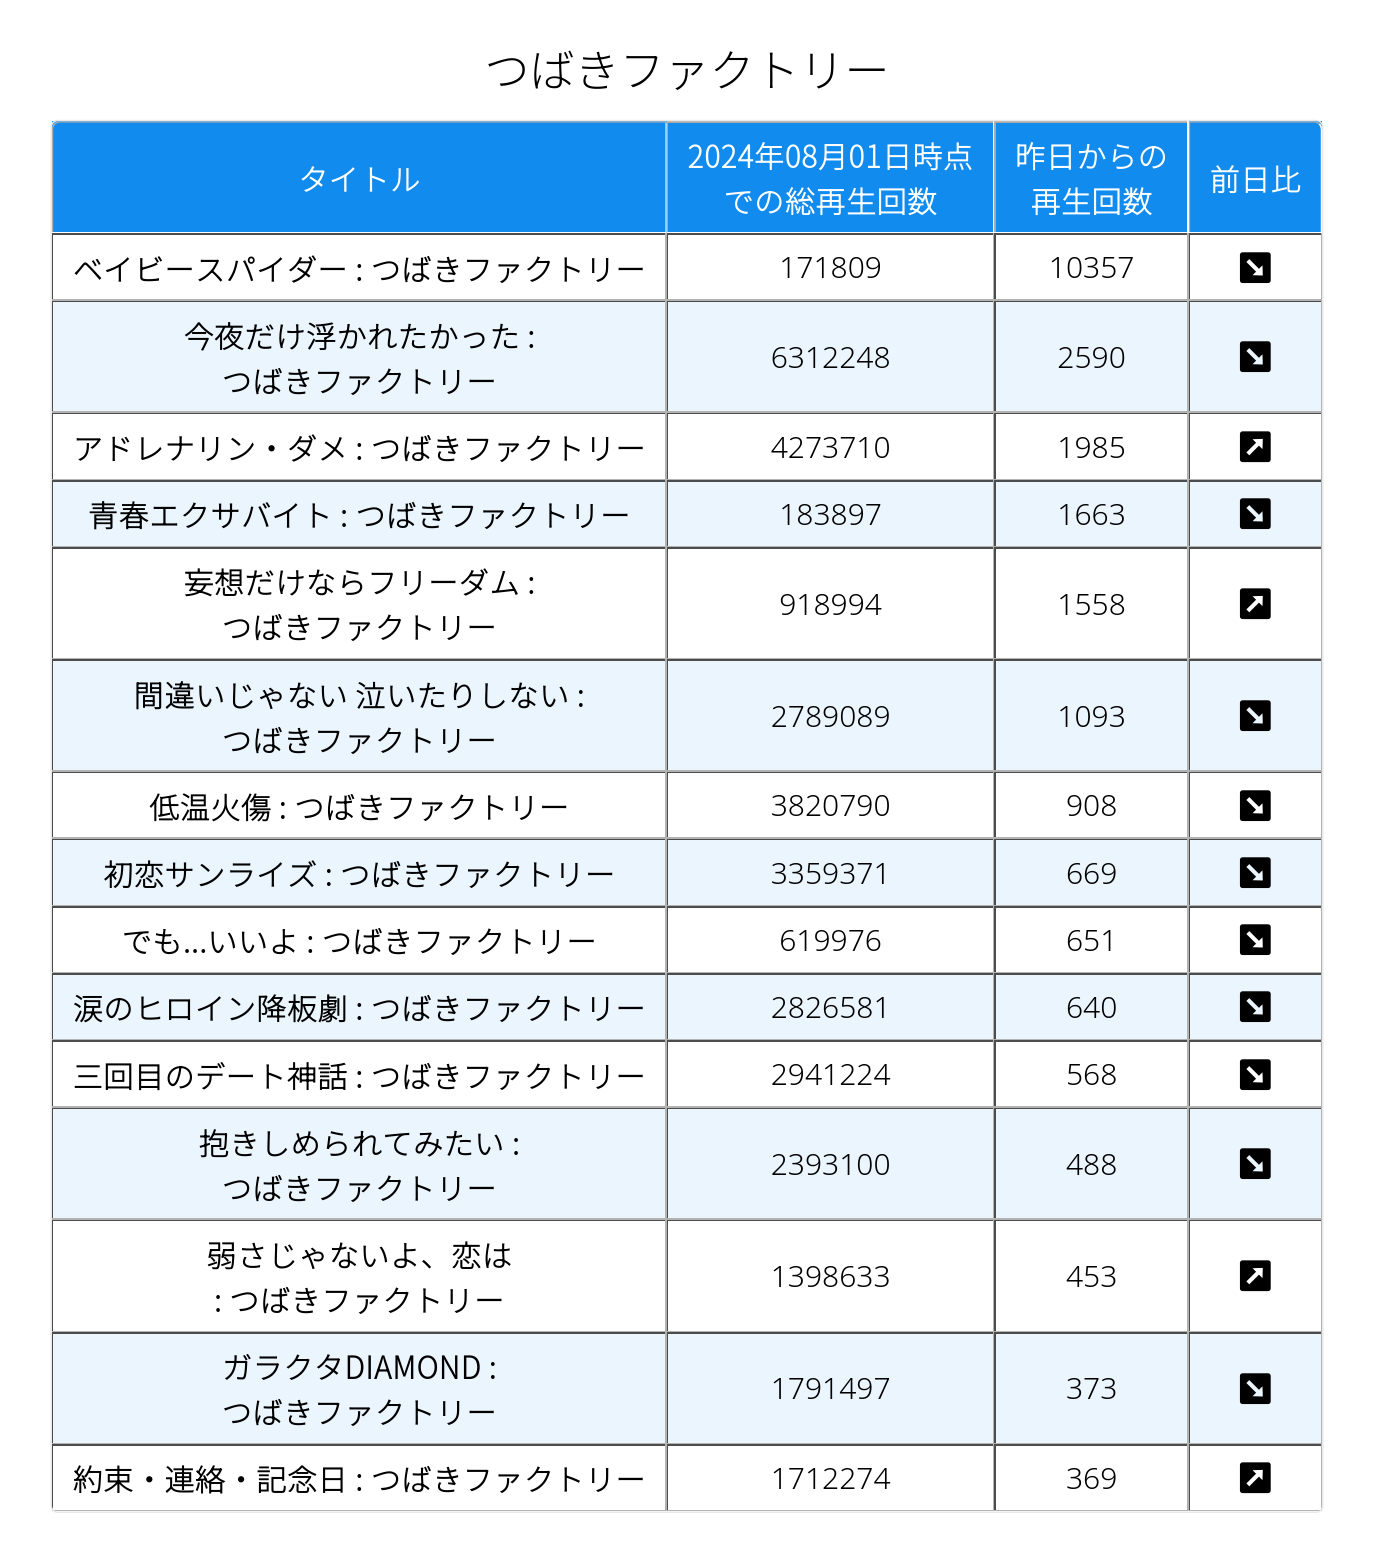 つばきファクトリー
タイトル
2024年08月01日時点
での総再生回数
昨日からの
再生回数
前日比
ベイビースパイダー : つばきファクトリー
171809
10357
今夜だけ浮かれたかった :
つばきファクトリー
6312248
2590
アドレナリン・ダメ : つばきファクトリー
4273710
1985
青春エクサバイト : つばきファクトリー
183897
1663
妄想だけならフリーダム :
つばきファクトリー
918994
1558
間違いじゃない 泣いたりしない :
つばきファクトリー
2789089
1093
低温火傷 : つばきファクトリー
3820790
908
初恋サンライズ : つばきファクトリー
3359371
669
でも...いいよ : つばきファクトリー
619976
651
涙のヒロイン降板劇 : つばきファクトリー
2826581
640
三回目のデート神話 : つばきファクトリー
2941224
568
抱きしめられてみたい :
つばきファクトリー
2393100
488
弱さじゃないよ、恋は
: つばきファクトリー
1398633
453
ガラクタDIAMOND :
つばきファクトリー
1791497
373
約束・連絡・記念日 : つばきファクトリー
1712274
369